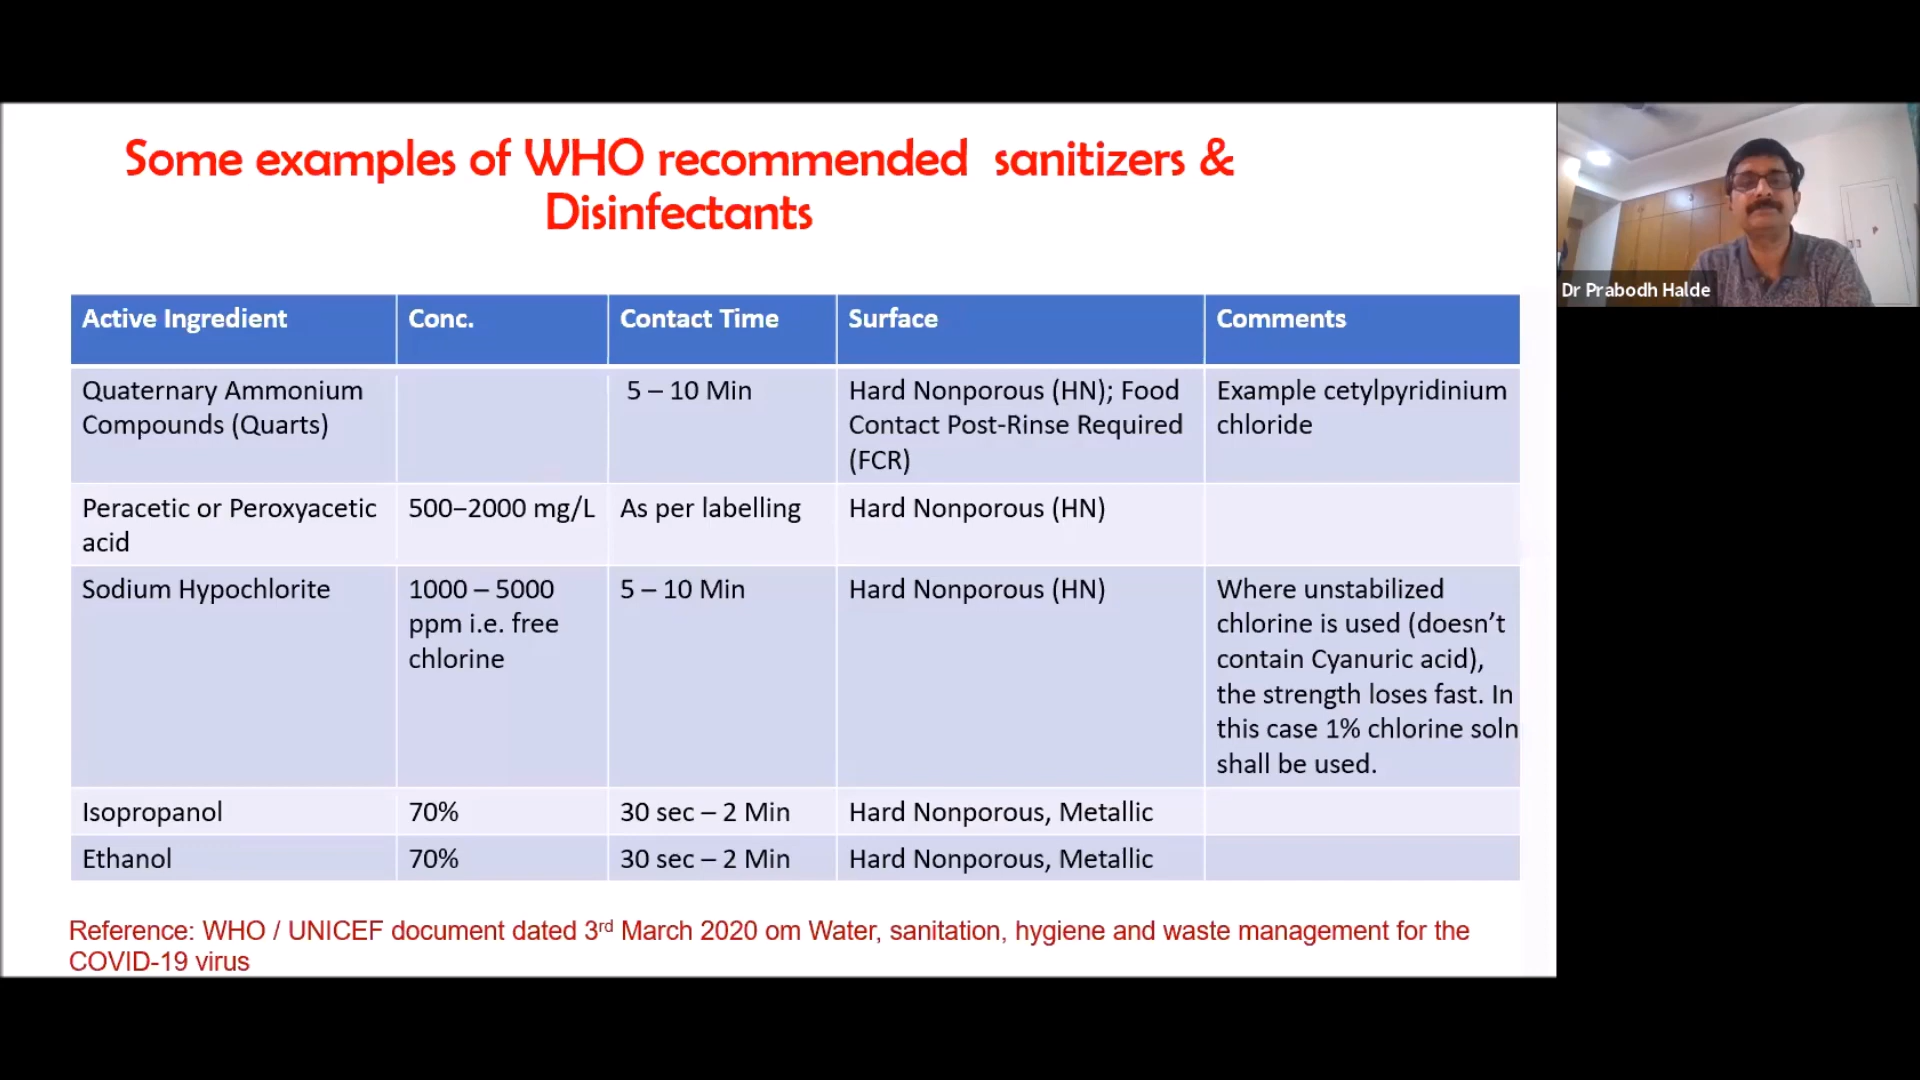 Some examples of WHO recommended sanitizers &
Disinfectants
Dr Prabodh Halde
Active Ingredient
Conc.
Contact Time
Surface
Comments
Quaternary Ammonium
Compounds (Quarts)
5 – 10 Min
Hard Nonporous (HN); Food
Contact Post-Rinse Required
(FCR)
Example cetylpyridinium
chloride
Peracetic or Peroxyacetic
acid
500–2000 mg/L
As per labelling
Hard Nonporous (HN)
Sodium Hypochlorite
1000 – 5000
ppm i.e. free
chlorine
5 – 10 Min
Hard Nonporous (HN)
Where unstabilized
chlorine is used (doesn’t
contain Cyanuric acid),
the strength loses fast. In
this case 1% chlorine soln
shall be used.
Isopropanol
70%
30 sec – 2 Min
Hard Nonporous, Metallic
Ethanol
70%
30 sec – 2 Min
Hard Nonporous, Metallic
Reference: WHO / UNICEF document dated 3rd March 2020 om Water, sanitation, hygiene and waste management for the
COVID-19 virus